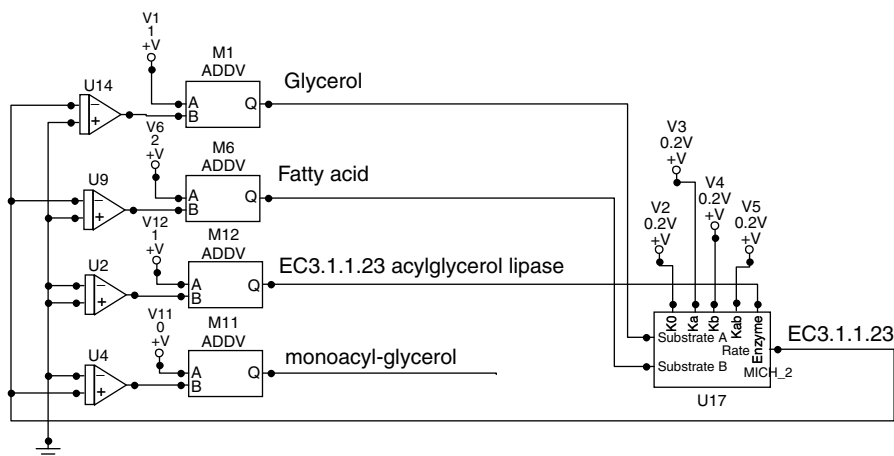 V1
1
+V
M1
ADDV
Glycerol
U14
A
B
Q
−
+
V6
2
+V
M6
ADDV
Fatty acid
U9
A
B
Q
−
+
V12
1
+V
M12
ADDV
EC3.1.1.23 acylglycerol lipase
U2
A
B
Q
−
+
V11
0
+V
M11
ADDV
monoacyl-glycerol
U4
A
B
Q
−
+
V3
0.2V
+V
V4
0.2V
+V
V2
0.2V
+V
V5
0.2V
+V
K0
Ka
Kb
Kab
Enzyme
Substrate A
Rate
Substrate B
MICH_2
U17
EC3.1.1.23